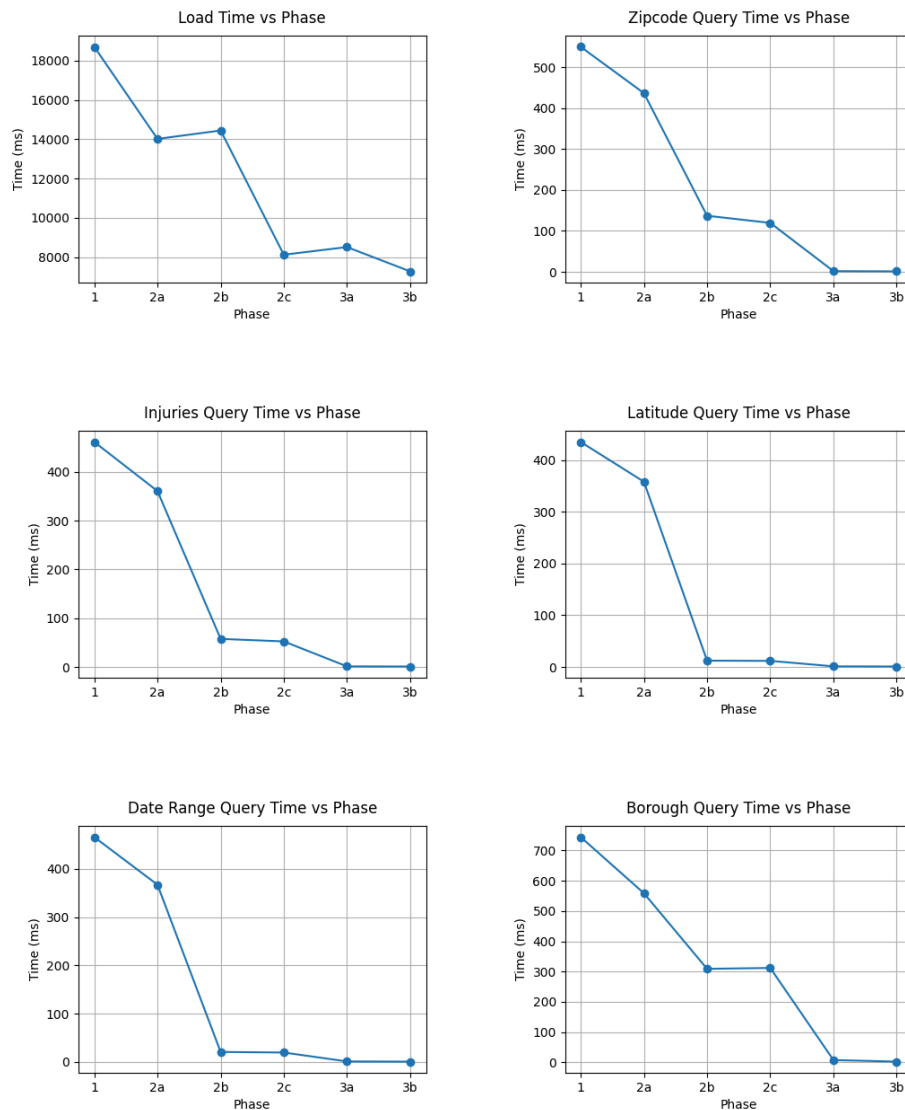 Load Time vs Phase
Time (ms)
18000
16000
14000
12000
10000
8000
1 2a 2b 2c 3a 3b
Phase
Zipcode Query Time vs Phase
Time (ms)
500
400
300
200
100
0
1 2a 2b 2c 3a 3b
Phase
Injuries Query Time vs Phase
Time (ms)
400
300
200
100
0
1 2a 2b 2c 3a 3b
Phase
Latitude Query Time vs Phase
Time (ms)
400
300
200
100
0
1 2a 2b 2c 3a 3b
Phase
Date Range Query Time vs Phase
Time (ms)
400
300
200
100
0
1 2a 2b 2c 3a 3b
Phase
Borough Query Time vs Phase
Time (ms)
700
600
500
400
300
200
100
0
1 2a 2b 2c 3a 3b
Phase